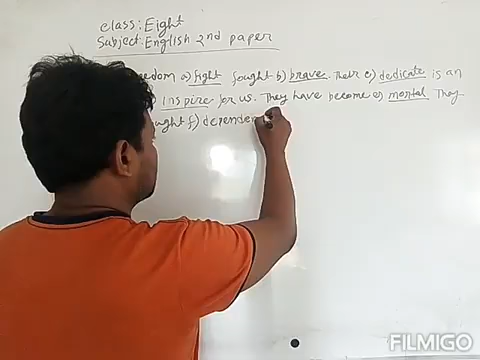 class: Eight
Subject: English 2nd paper
eedom a) fight fought b) brave. Their c) dedicate is an
inspire for us. They have become e) mortal They
ught f) depender
FILMIGO